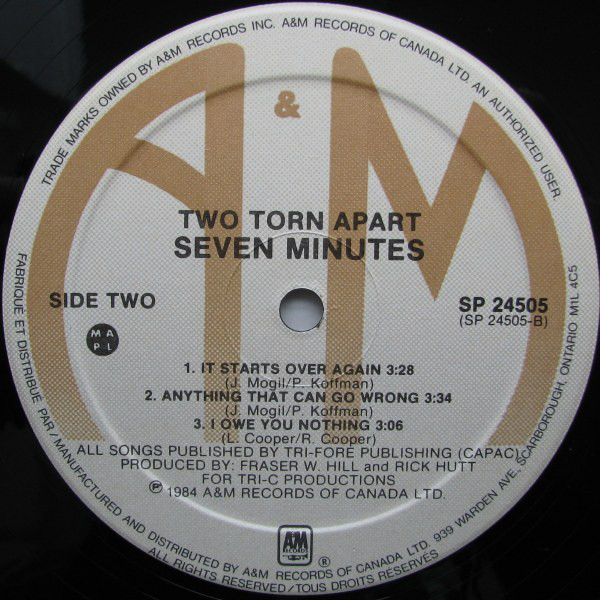 TRADE MARKS OWNED BY A&M RECORDS INC. A&M RECORDS OF CANADA LTD. AN AUTHORIZED USER.
A & M
TWO TORN APART
SEVEN MINUTES
SIDE TWO
SP 24505
(SP 24505-B)
MAPL
1. IT STARTS OVER AGAIN 3:28
(J. Mogil/P. Koffman)
2. ANYTHING THAT CAN GO WRONG 3:34
(J. Mogil/P. Koffman)
3. I OWE YOU NOTHING 3:06
(L. Cooper/R. Cooper)
ALL SONGS PUBLISHED BY TRI-FORE PUBLISHING (CAPAC)
PRODUCED BY: FRASER W. HILL and RICK HUTT
FOR TRI-C PRODUCTIONS
℗ 1984 A&M RECORDS OF CANADA LTD.
A&M RECORDS ®
FABRIQUÉ ET DISTRIBUÉ PAR / MANUFACTURED AND DISTRIBUTED BY A&M RECORDS OF CANADA LTD. 939 WARDEN AVE., SCARBOROUGH, ONTARIO M1L 4C5
ALL RIGHTS RESERVED/TOUS DROITS RESERVÉS